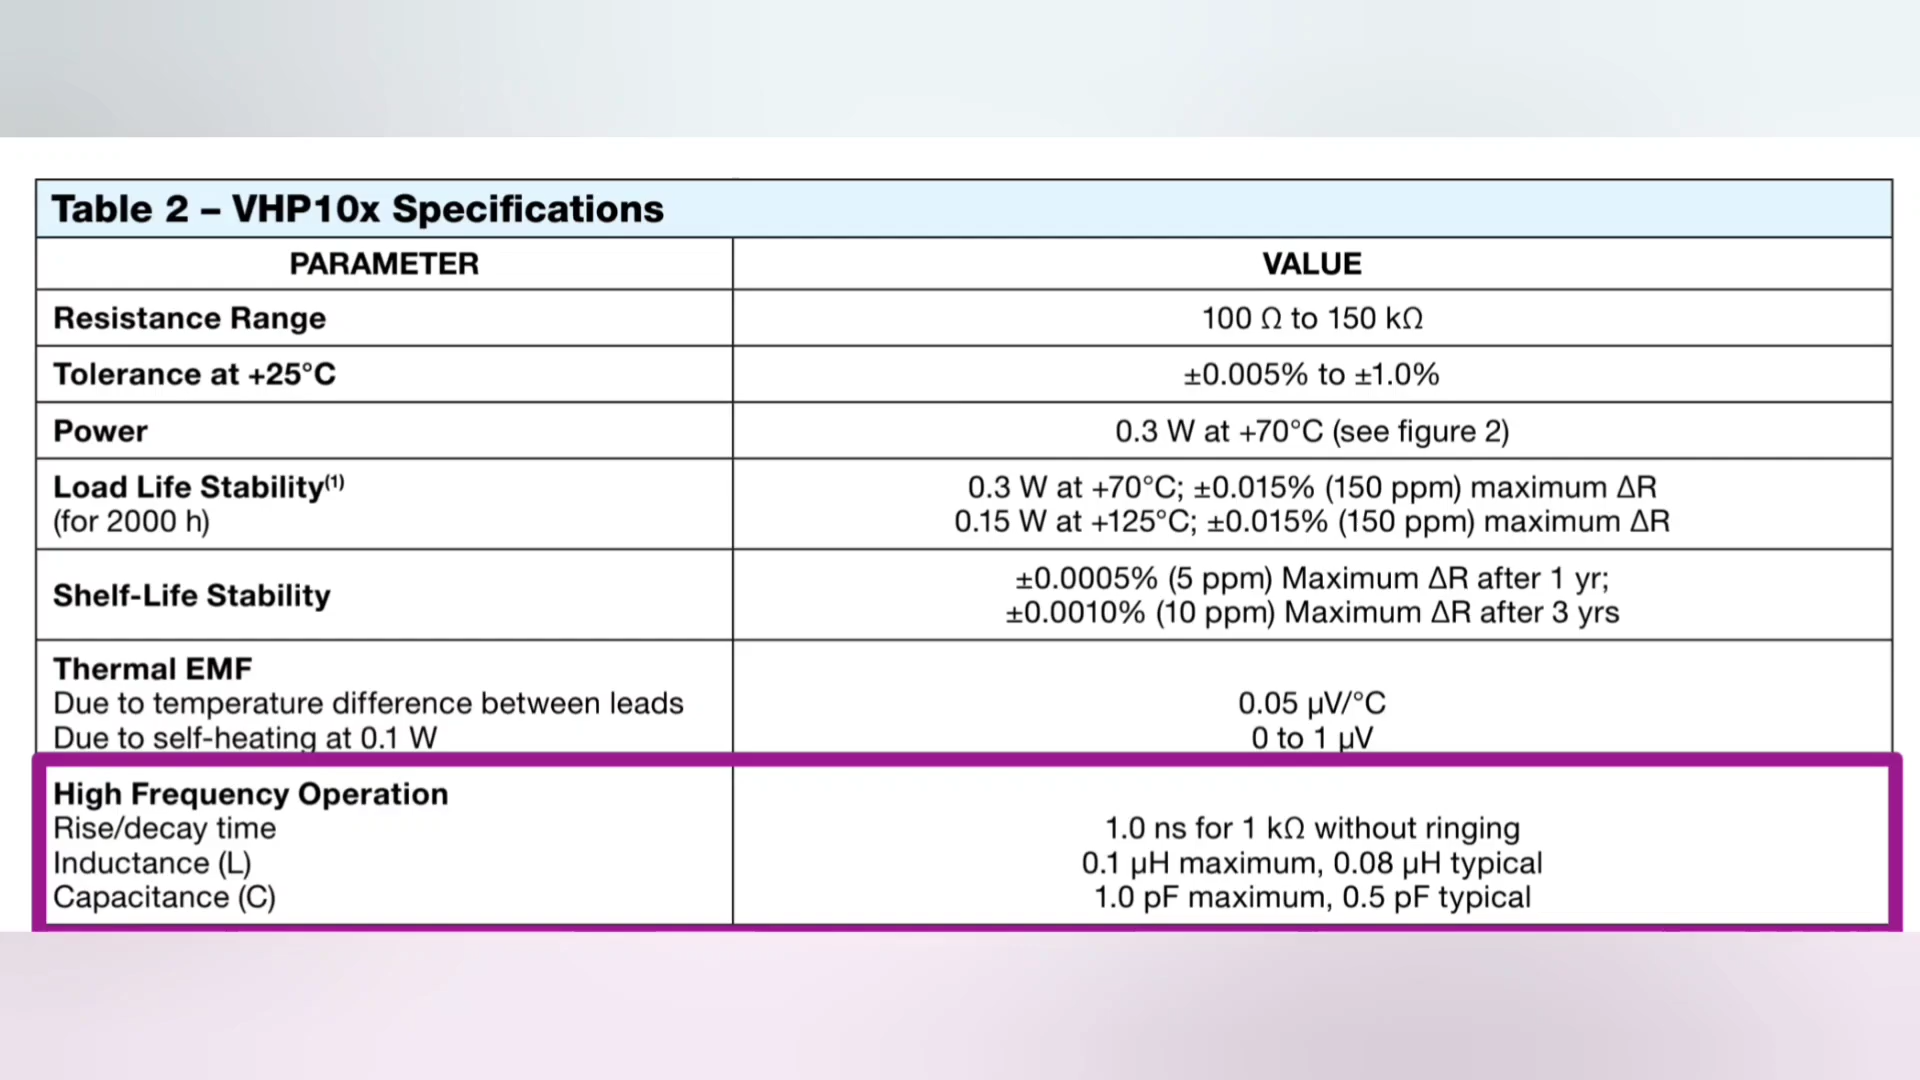 Table 2 – VHP10x Specifications
PARAMETER
VALUE
Resistance Range
100 Ω to 150 kΩ
Tolerance at +25°C
±0.005% to ±1.0%
Power
0.3 W at +70°C (see figure 2)
Load Life Stability(1)
(for 2000 h)
0.3 W at +70°C; ±0.015% (150 ppm) maximum ΔR
0.15 W at +125°C; ±0.015% (150 ppm) maximum ΔR
Shelf-Life Stability
±0.0005% (5 ppm) Maximum ΔR after 1 yr;
±0.0010% (10 ppm) Maximum ΔR after 3 yrs
Thermal EMF
Due to temperature difference between leads
0.05 μV/°C
Due to self-heating at 0.1 W
0 to 1 μV
High Frequency Operation
Rise/decay time
1.0 ns for 1 kΩ without ringing
Inductance (L)
0.1 μH maximum, 0.08 μH typical
Capacitance (C)
1.0 pF maximum, 0.5 pF typical